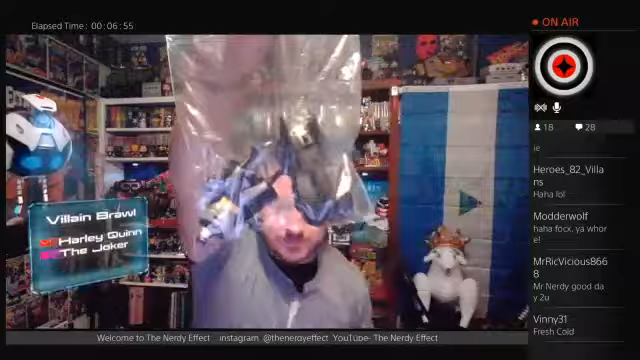 Elapsed Time: 00:06:55
ON AIR
18 28
ie
Heroes_82_Villa
ns
Haha lol
Modderwolf
haha focx. ya whor
e!
MrRicVicious866
8
Mr Nerdy good da
y 2u
Vinny31
Fresh Cold
Villain Brawl
Harley Quinn
The Joker
Welcome to The Nerdy Effect instagram @thenerdyeffect YouTube- The Nerdy Effect